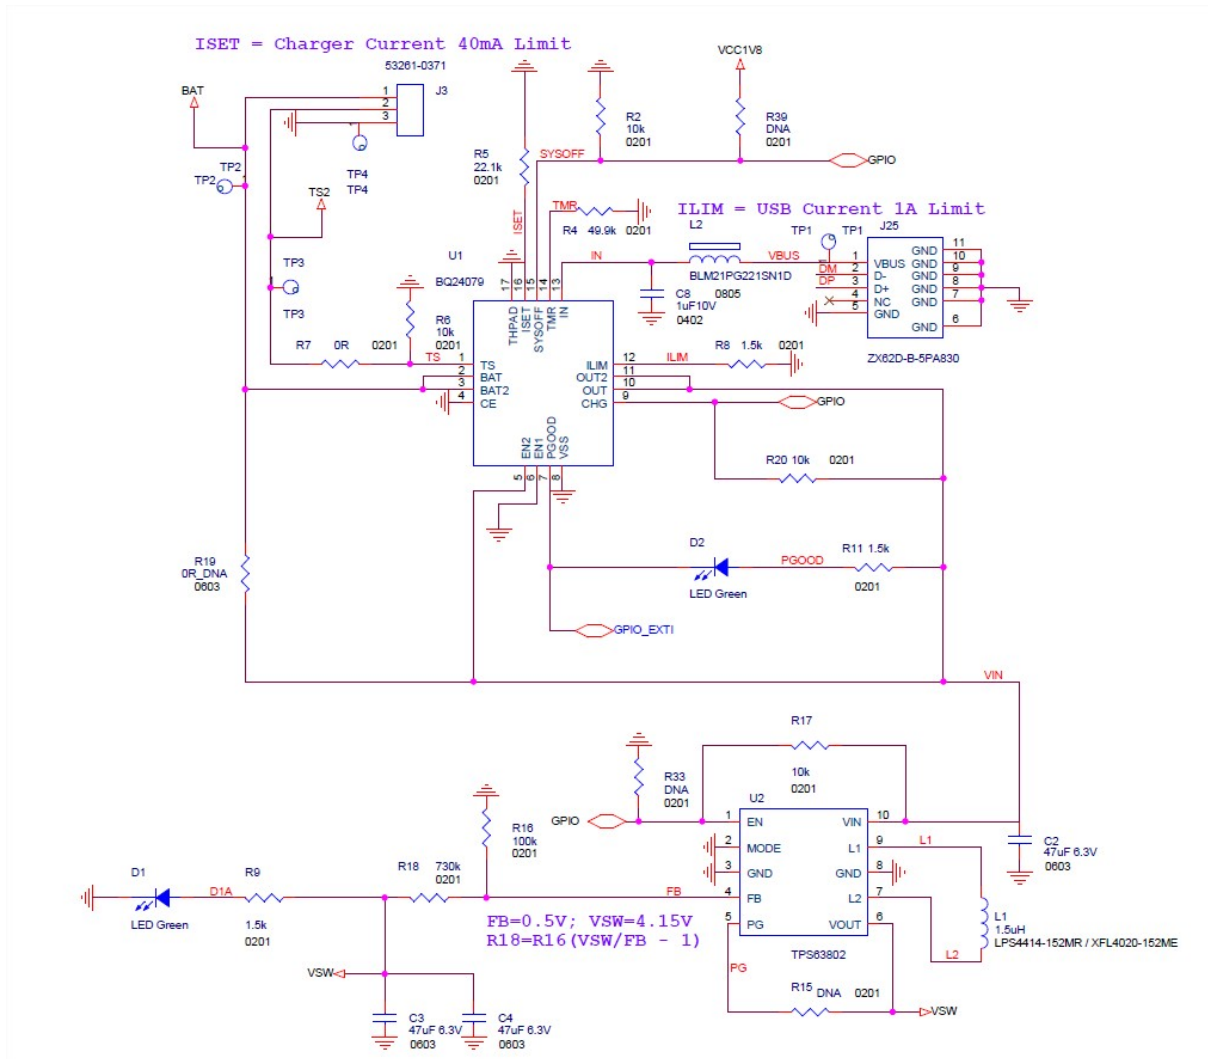 ISET = Charger Current 40mA Limit
53261-0371
J3
BAT
1
2
3
1
TP4
TP4
TP2
TP2
1
TS2
TP3
TP3
1
VCC1V8
R2
10k
0201
R39
DNA
0201
SYSOFF
GPIO
R5
22.1k
0201
ISET
TMR
R4 49.9k 0201
ILIM = USB Current 1A Limit
L2
TP1 TP1
J25
IN
VBUS
BLM21PG221SN1D
0805
C8
1uF10V
0402
DM
DP
1
2
3
4
5
VBUS
D-
D+
NC
GND
GND
GND
GND
GND
GND
GND
11
10
9
8
7
6
ZX62D-B-5PA830
U1
BQ24079
17
16
15
14
13
THPAD
ISET
SYSOFF
TMR
IN
R6
10k
0201
R7 0R 0201
TS
1
2
3
4
TS
BAT
BAT2
CE
ILIM
OUT2
OUT
CHG
12
11
10
9
ILIM
R8 1.5k 0201
GPIO
EN2
EN1
PGOOD
VSS
5
6
7
8
R20 10k 0201
D2
LED Green
PGOOD
R11 1.5k
0201
GPIO_EXTI
R19
0R_DNA
0603
VIN
R17
10k
0201
R33
DNA
0201
GPIO
U2
1
2
3
4
5
EN
MODE
GND
FB
PG
VIN
L1
GND
L2
VOUT
10
9
8
7
6
TPS63802
L1
L2
C2
47uF 6.3V
0603
L1
1.5uH
LPS4414-152MR / XFL4020-152ME
R16
100k
0201
R18 730k
0201
FB
FB=0.5V; VSW=4.15V
R18=R16(VSW/FB - 1)
D1
LED Green
D1A
R9
1.5k
0201
VSW
C3
47uF 6.3V
0603
C4
47uF 6.3V
0603
PG
R15 DNA 0201
VSW